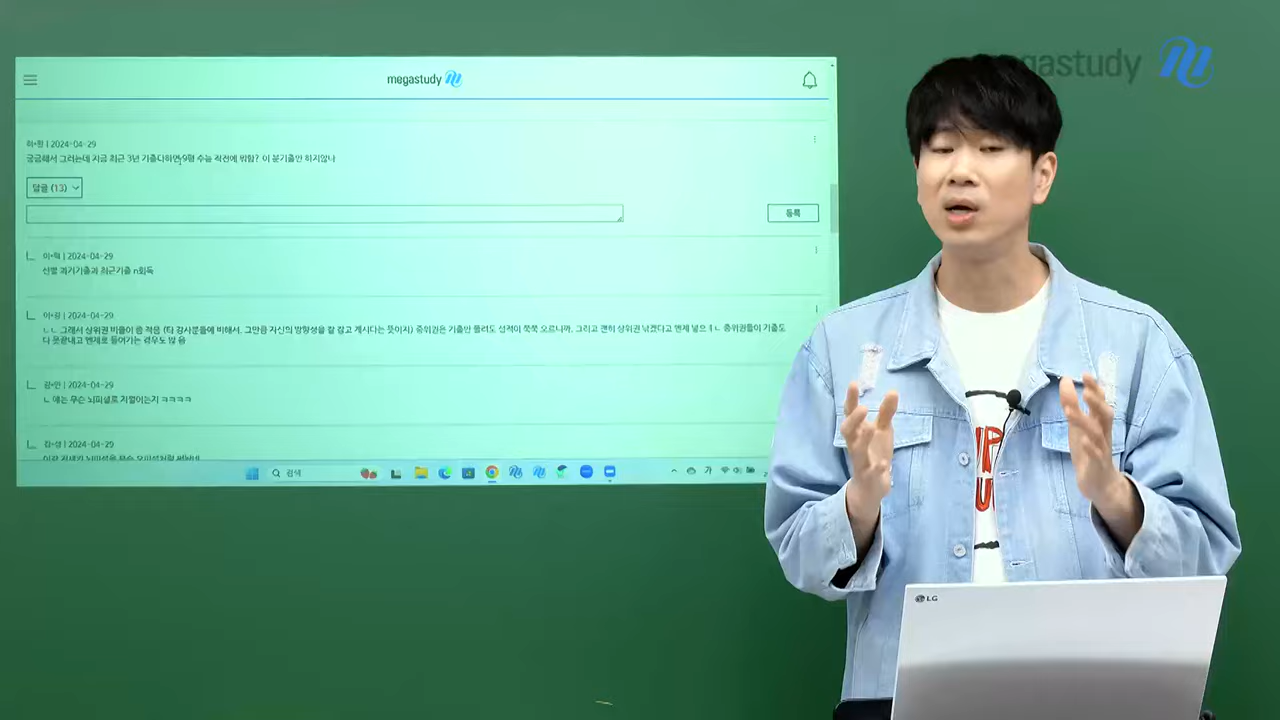 megastudy
megastudy
허*형 | 2024-04-29
궁금해서 그러는데 지금 최근 3년 기출다하면 9평 수능 직전에 뭐함? 이 분기출만 하지않나
답글 (13)
등록
이*혁 | 2024-04-29
선별 과거기출과 최근기출 n회독
이*강 | 2024-04-29
ㄴㄴ 그래서 상위권 비율이 좀 적음 (타 강사분들에 비해서, 그만큼 자신의 방향성을 잘 잡고 계시다는 뜻이지) 중위권은 기출만 돌려도 성적이 쭉쭉 오르니까. 그리고 괜히 상위권 낚겠다고 엔제 넣으면 중위권들이 기출도
다 못끝내고 엔제로 들어가는 경우도 많음
강*안 | 2024-04-29
ㄴ 얘는 무슨 뇌피셜로 지껄이는지 ㅋㅋㅋㅋ
김*성 | 2024-04-29
검색
가
LG